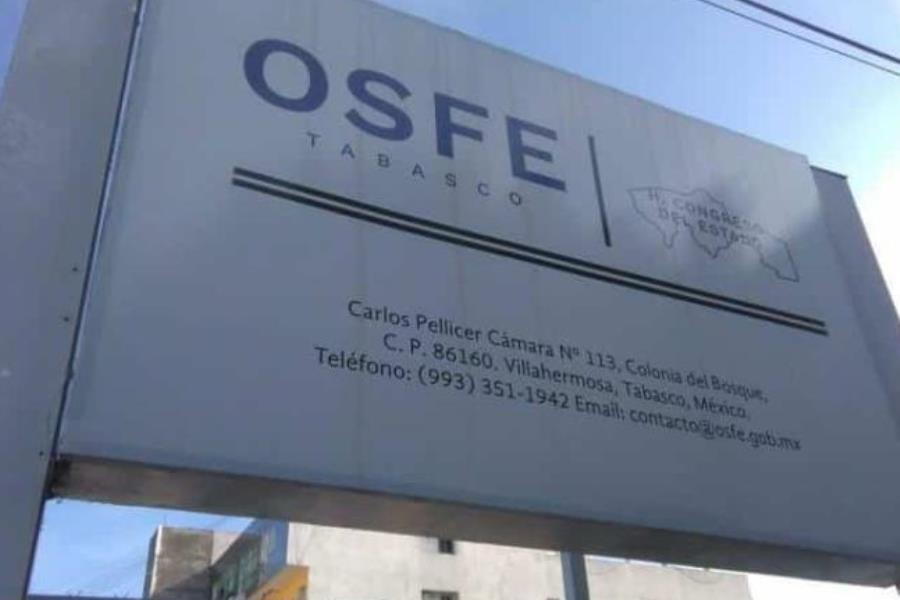 OSFE
TABASCO
H. CONGRESO
DEL ESTADO
Carlos Pellicer Cámara Nº 113, Colonia del Bosque,
C. P. 86160, Villahermosa, Tabasco, México.
Teléfono: (993) 351-1942 Email: contacto@osfe.gob.mx